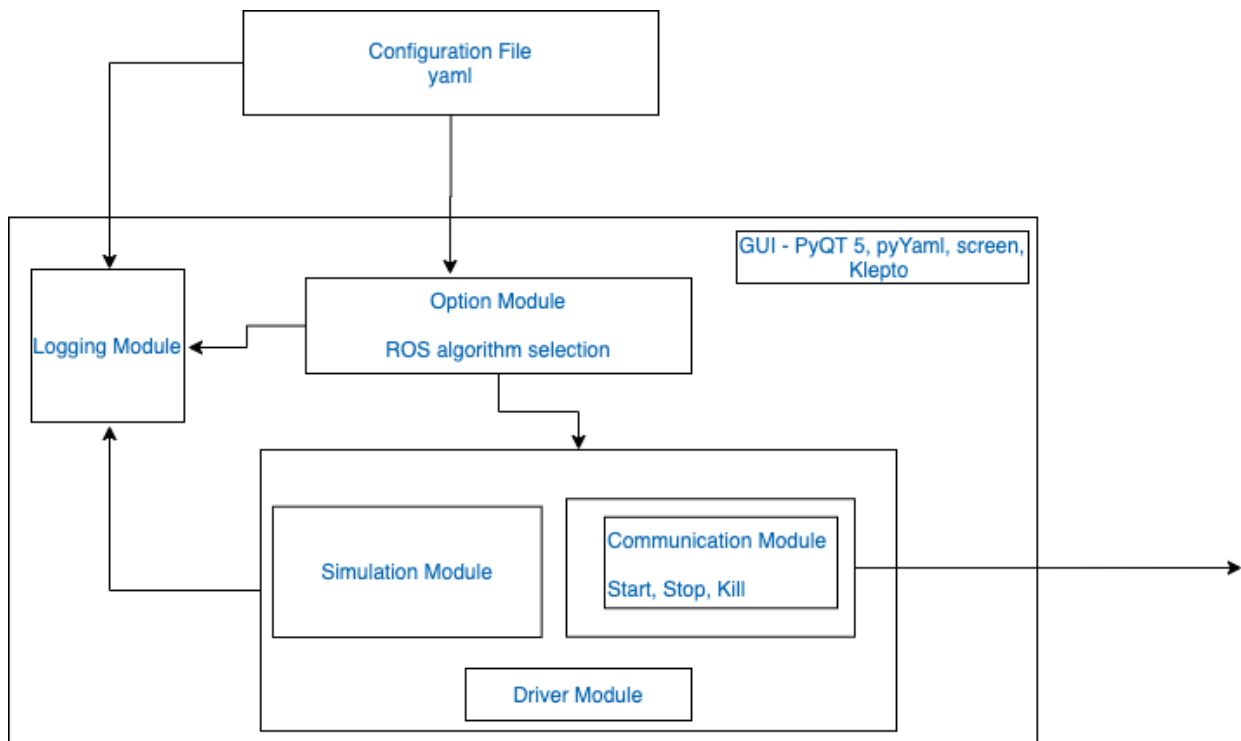 Configuration File
yaml
GUI - PyQT 5, pyYaml, screen,
Klepto
Option Module
ROS algorithm selection
Logging Module
Communication Module
Start, Stop, Kill
Simulation Module
Driver Module